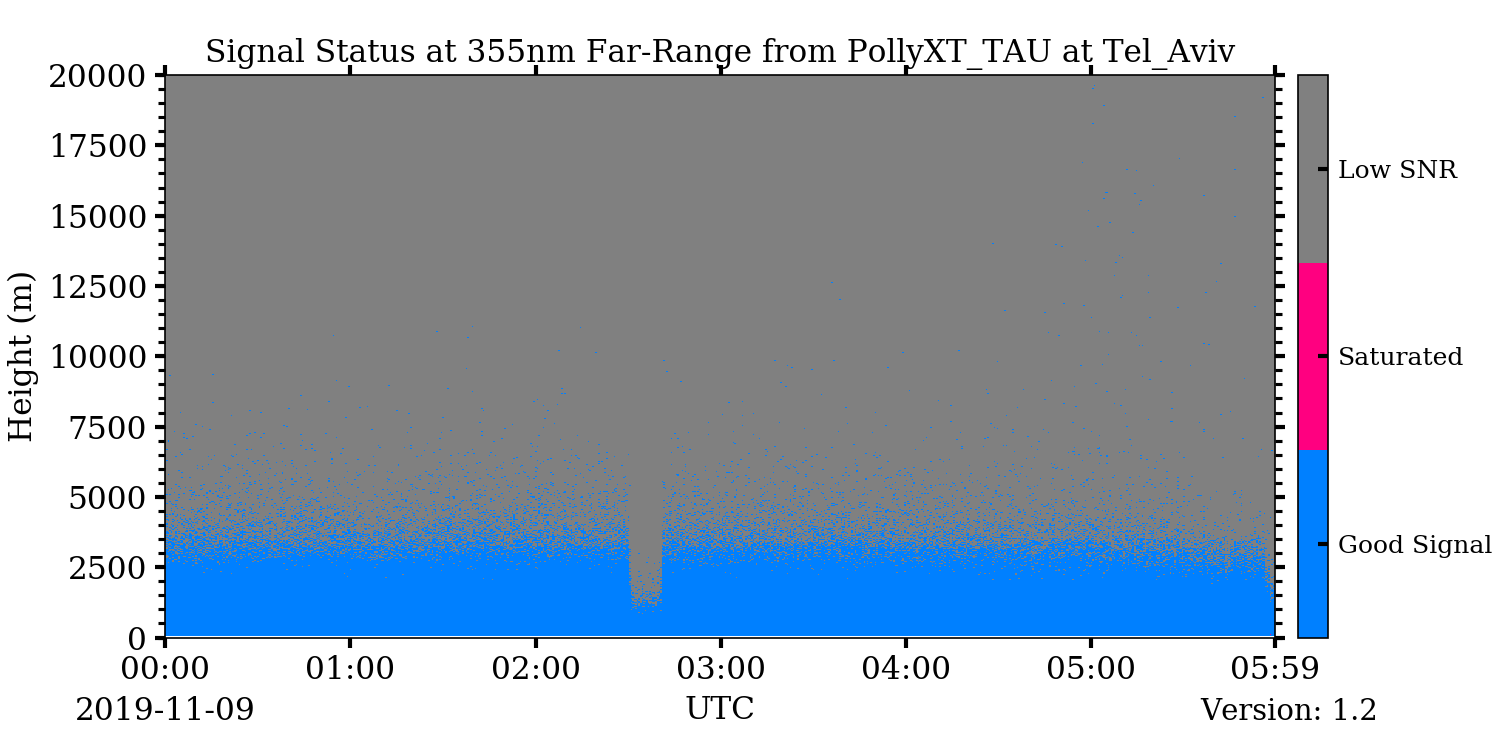 Signal Status at 355nm Far-Range from PollyXT_TAU at Tel_Aviv
20000
17500
15000
12500
10000
7500
5000
2500
0
Height (m)
00:00
01:00
02:00
03:00
04:00
05:00
05:59
2019-11-09
UTC
Version: 1.2
Low SNR
Saturated
Good Signal